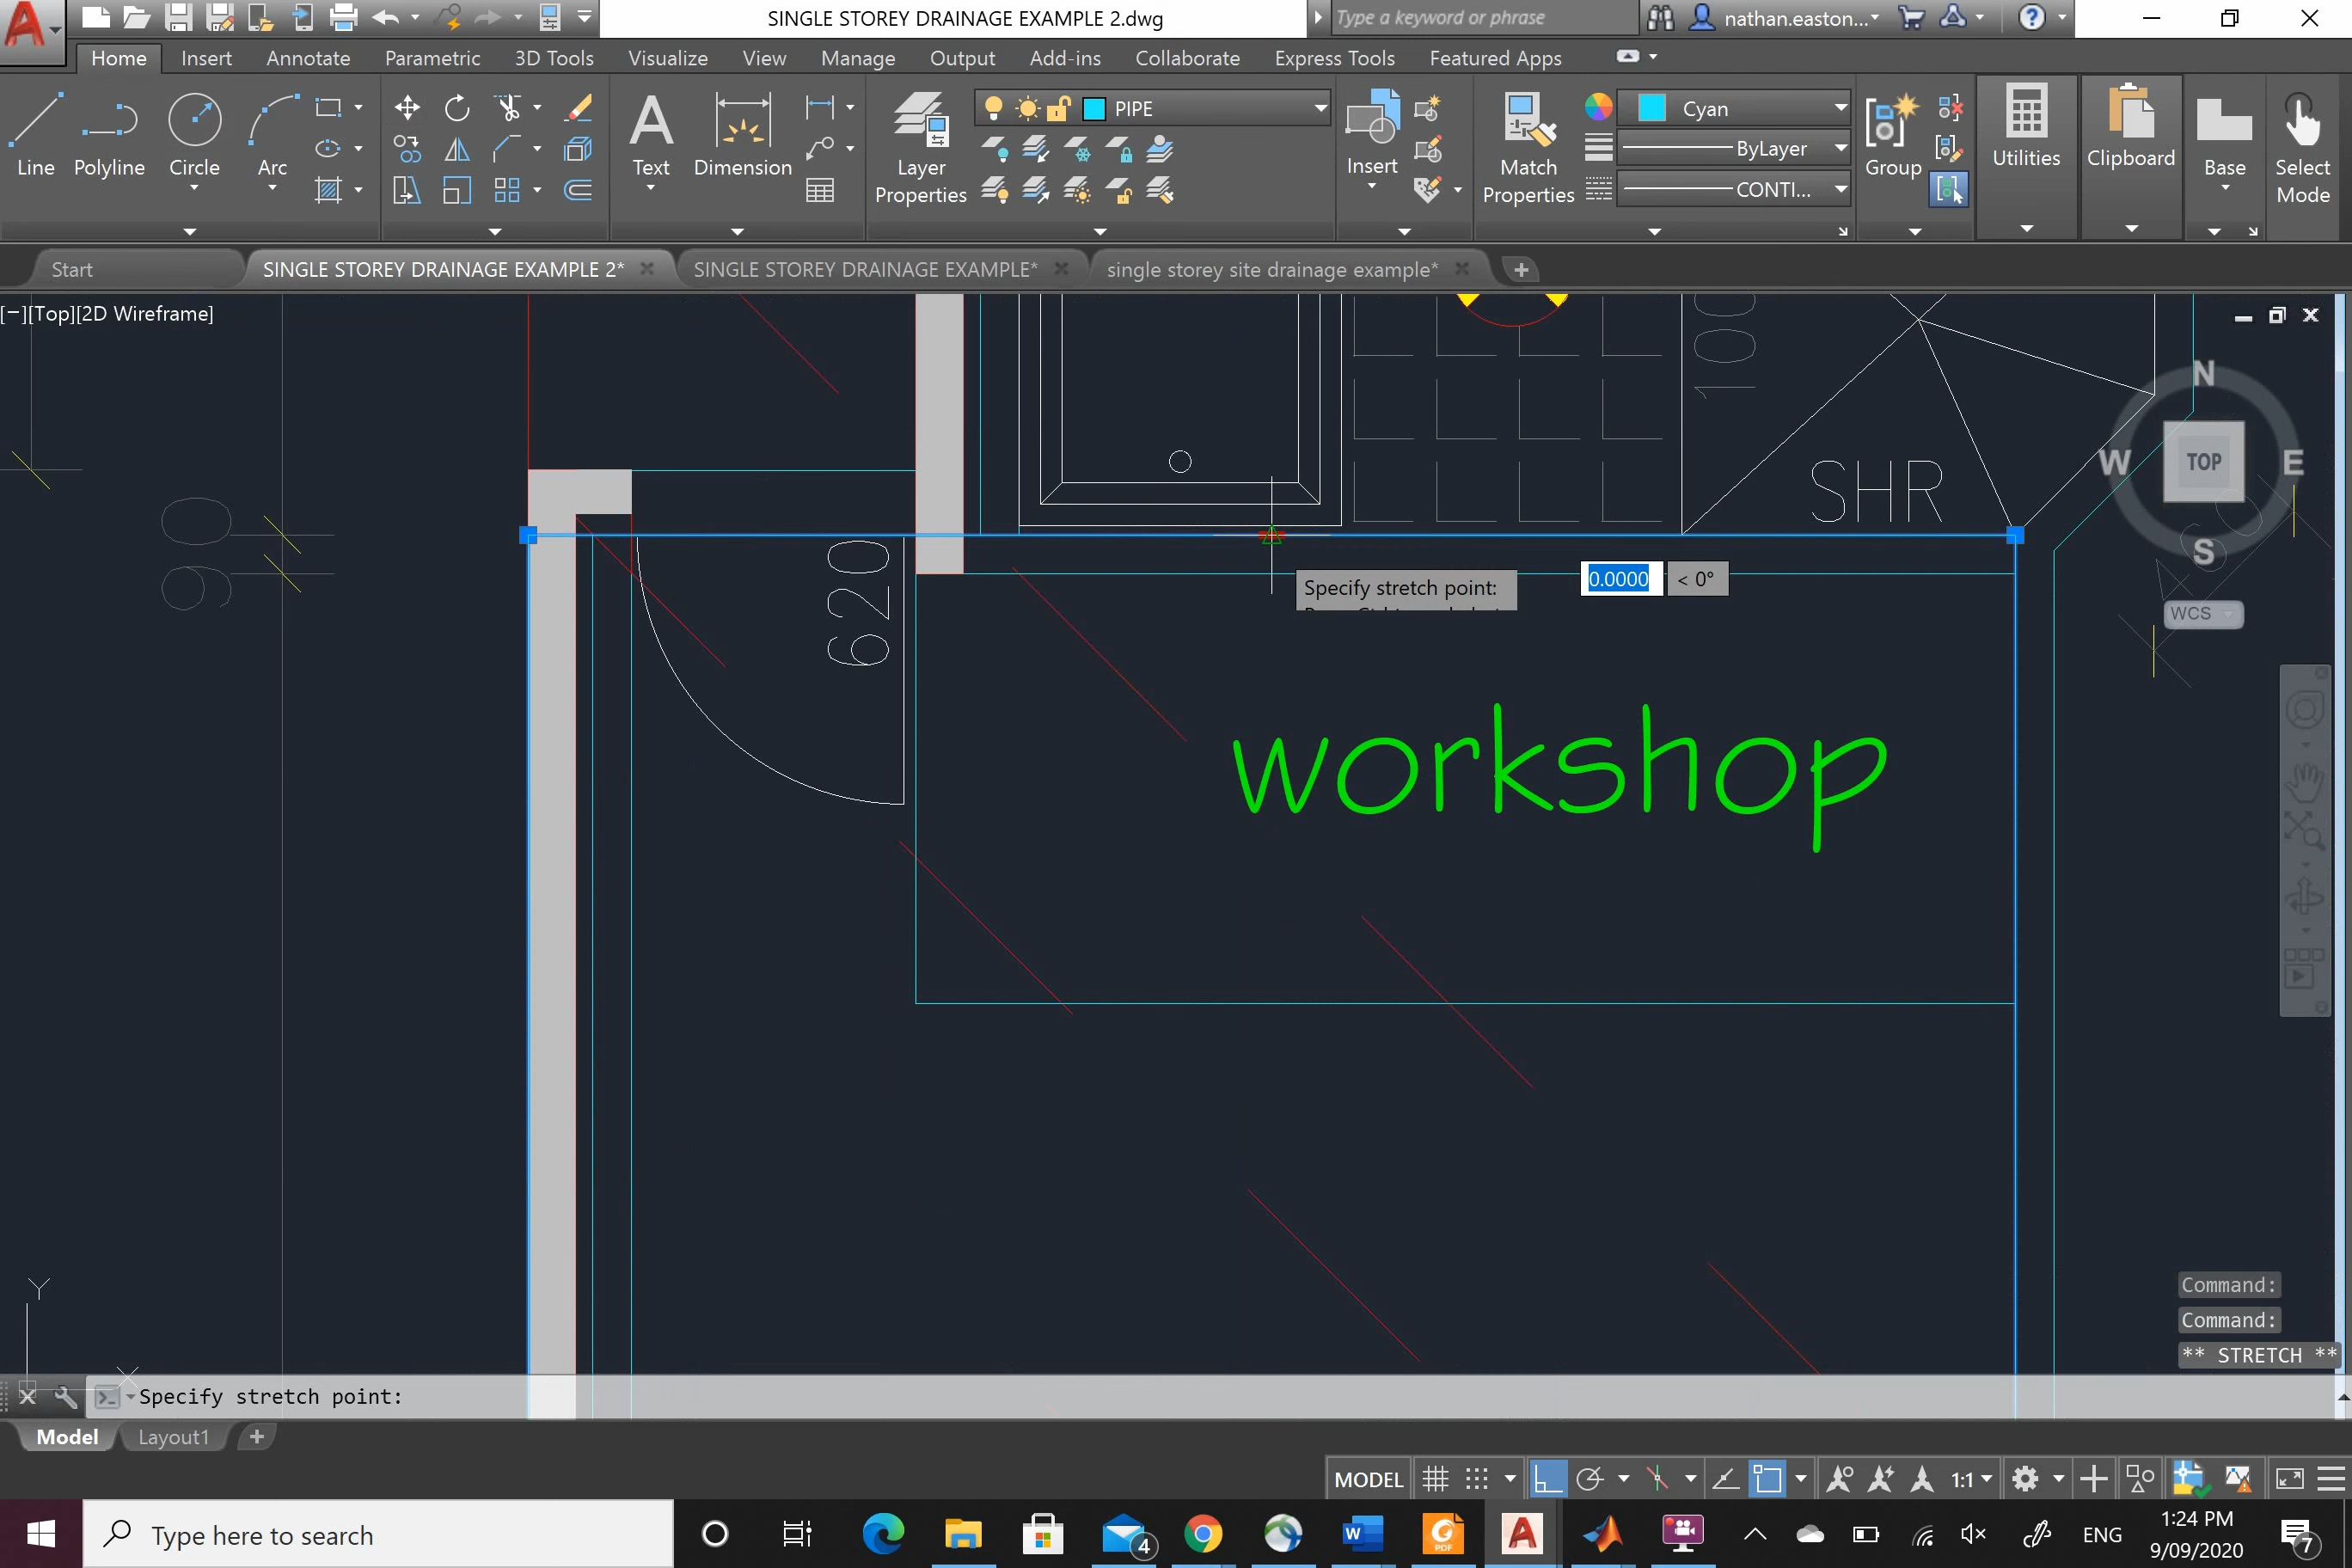 SINGLE STOREY DRAINAGE EXAMPLE 2.dwg
Type a keyword or phrase
nathan.easton...
Home Insert Annotate Parametric 3D Tools Visualize View Manage Output Add-ins Collaborate Express Tools Featured Apps
PIPE
Cyan
ByLayer
CONTI...
Line Polyline Circle Arc
Text Dimension
Layer
Properties
Insert
Match
Properties
Group
Utilities
Clipboard
Base
Select
Mode
Start
SINGLE STOREY DRAINAGE EXAMPLE 2*
SINGLE STOREY DRAINAGE EXAMPLE*
single storey site drainage example*
[−][Top][2D Wireframe]
100
N
W TOP E
S
WCS
SHR
90
620
Specify stretch point:
0.0000 < 0°
workshop
Y
X
Command:
Command:
** STRETCH **
Specify stretch point:
Model Layout1
MODEL
1:1
Type here to search
4
ENG
1:24 PM
9/09/2020
7